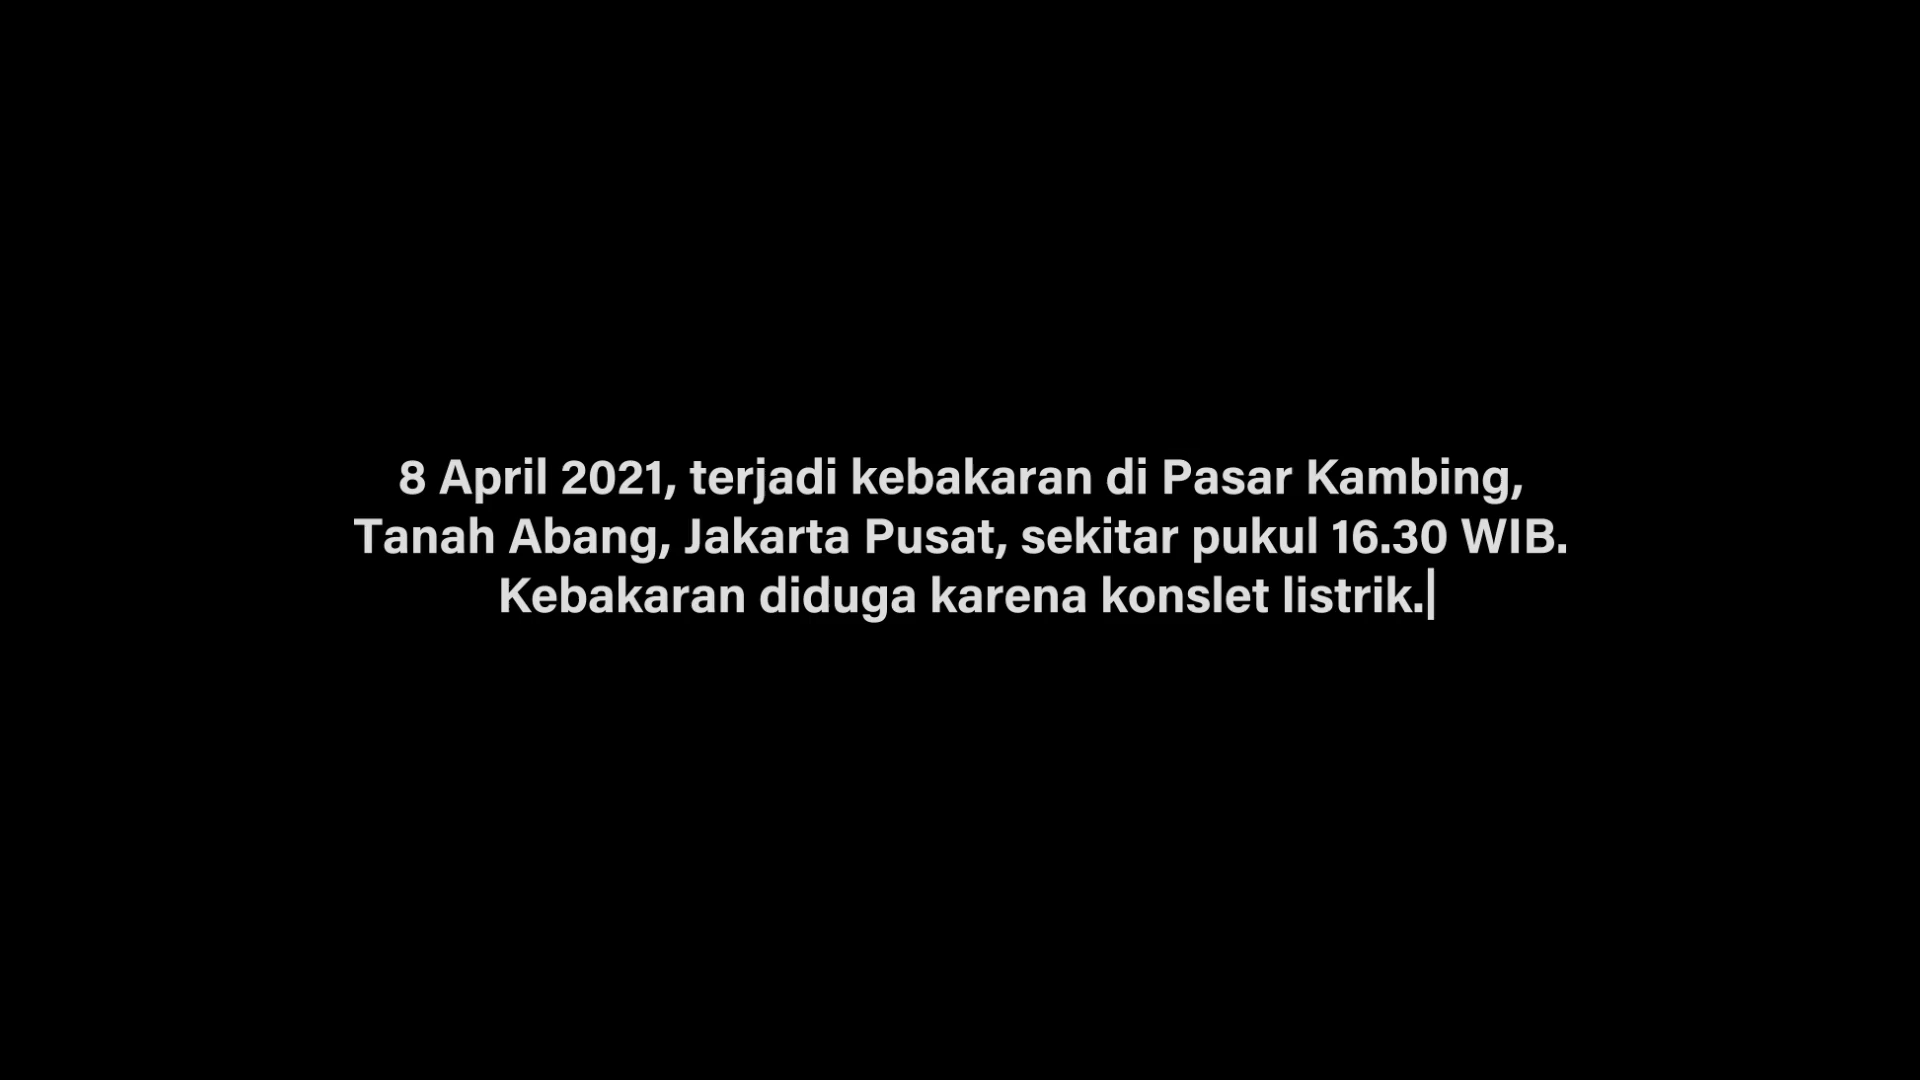 8 April 2021, terjadi kebakaran di Pasar Kambing,
Tanah Abang, Jakarta Pusat, sekitar pukul 16.30 WIB.
Kebakaran diduga karena konslet listrik.